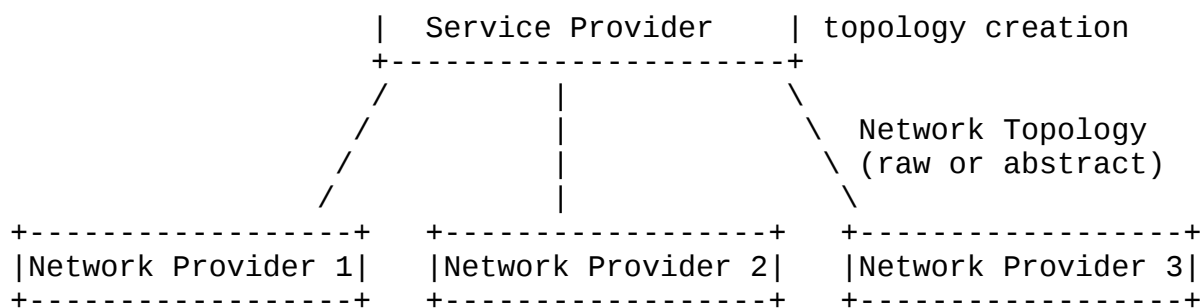 | Service Provider | topology creation
+----------------------+
/ | \
/ | \ Network Topology
/ | \ (raw or abstract)
/ | \
+------------------+ +------------------+ +------------------+
|Network Provider 1| |Network Provider 2| |Network Provider 3|
+------------------+ +------------------+ +------------------+